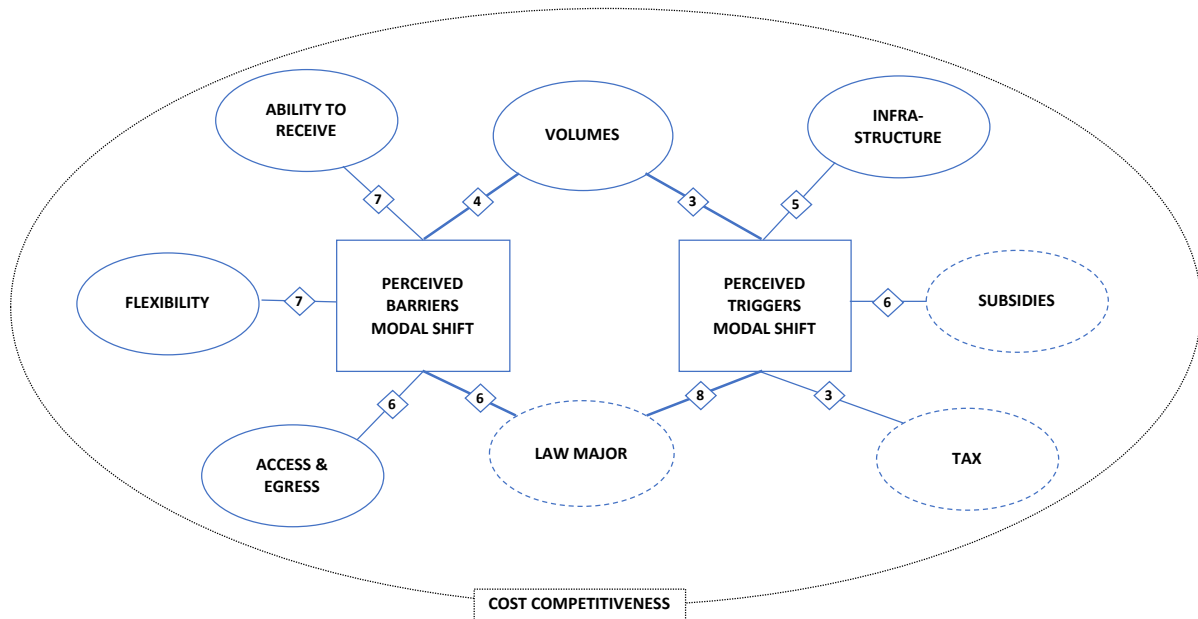 ABILITY TO
RECEIVE
VOLUMES
INFRA-
STRUCTURE
7
4
3
5
FLEXIBILITY
7
PERCEIVED
BARRIERS
MODAL SHIFT
PERCEIVED
TRIGGERS
MODAL SHIFT
6
SUBSIDIES
6
6
8
3
ACCESS &
EGRESS
LAW MAJOR
TAX
COST COMPETITIVENESS